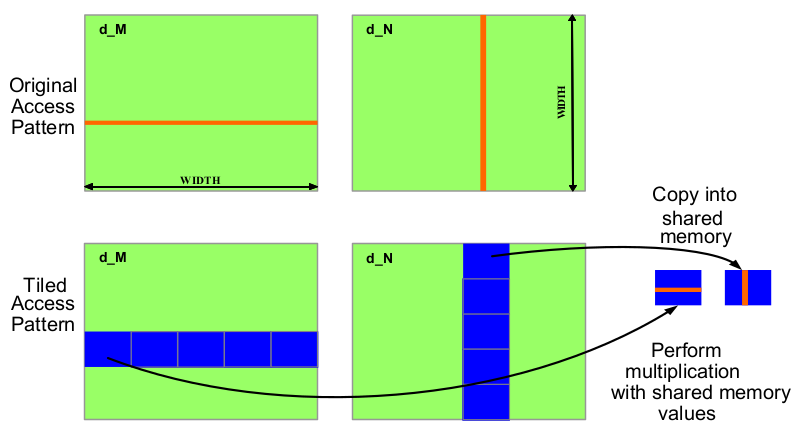 d_M
d_N
Original
Access
Pattern
WIDTH
WIDTH
Copy into
shared
memory
d_M
d_N
Tiled
Access
Pattern
Perform
multiplication
with shared memory
values